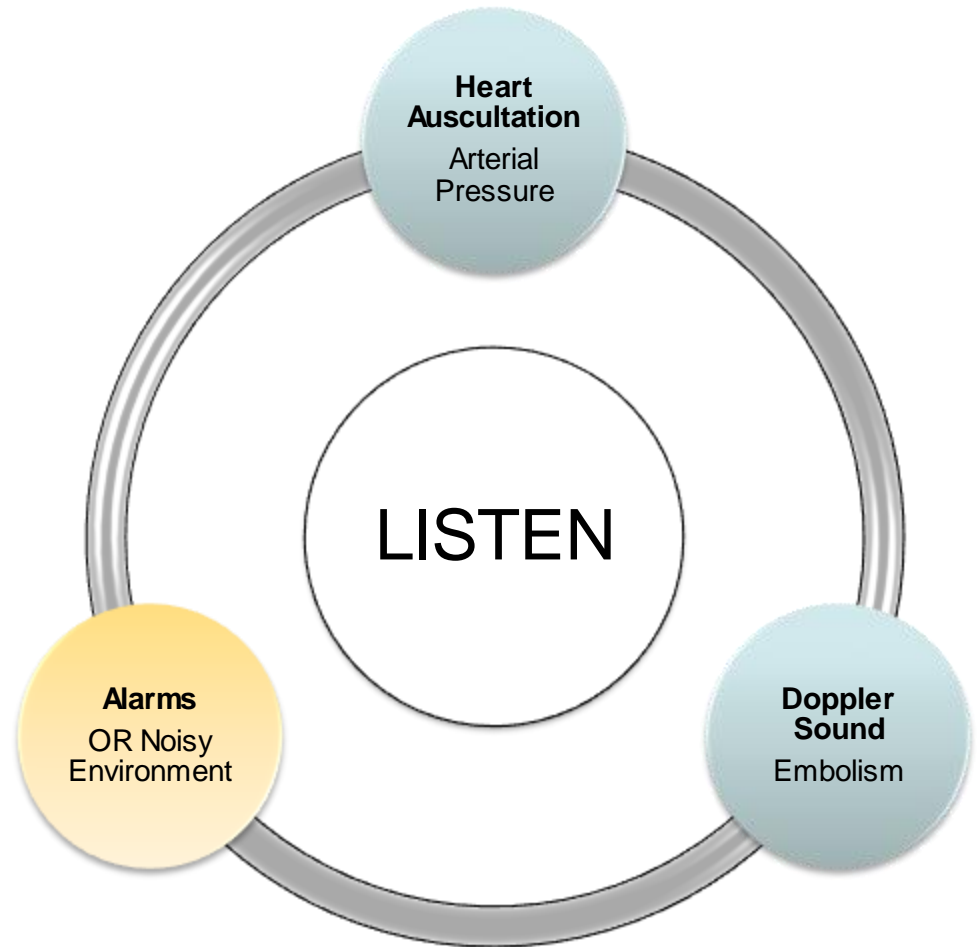 Heart
Auscultation
Arterial
Pressure
LISTEN
Alarms
OR Noisy
Environment
Doppler
Sound
Embolism